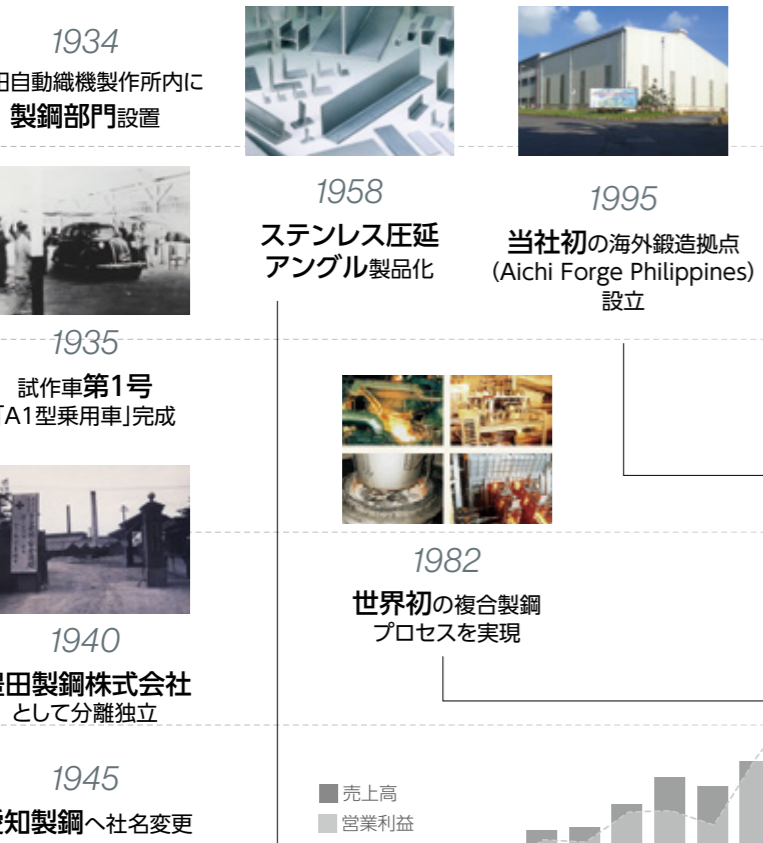 1934
田自動織機製作所内に
製鋼部門設置
1935
試作車第1号
「A1型乗用車」完成
1940
豊田製鋼株式会社
として分離独立
1945
愛知製鋼へ社名変更
1958
ステンレス圧延
アングル製品化
1982
世界初の複合製鋼
プロセスを実現
1995
当社初の海外鍛造拠点
(Aichi Forge Philippines)
設立
売上高
営業利益